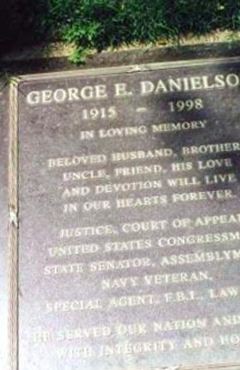 GEORGE E. DANIELSO
1915 – 1998
IN LOVING MEMORY
BELOVED HUSBAND, BROTHER
UNCLE, FRIEND, HIS LOVE
AND DEVOTION WILL LIVE
IN OUR HEARTS FOREVER
JUSTICE, COURT OF APPEA
UNITED STATES CONGRESSM
STATE SENATOR, ASSEMBLYM
NAVY VETERAN,
SPECIAL AGENT, F.B.I., LAW
HE SERVED OUR NATION AND
WITH INTEGRITY AND HO